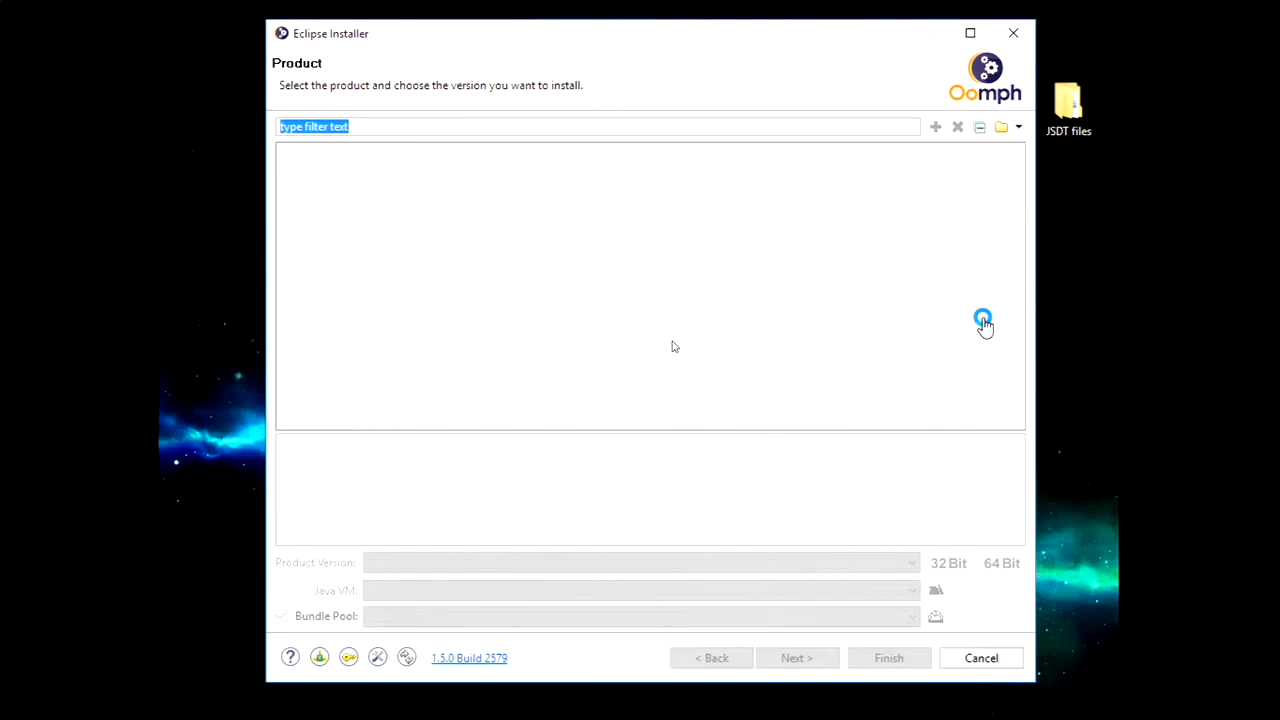 Eclipse Installer
Product
Select the product and choose the version you want to install.
Oomph
type filter text
JSDT files
Product Version:
32 Bit 64 Bit
Java VM:
Bundle Pool:
?
1.5.0 Build 2579
< Back
Next >
Finish
Cancel